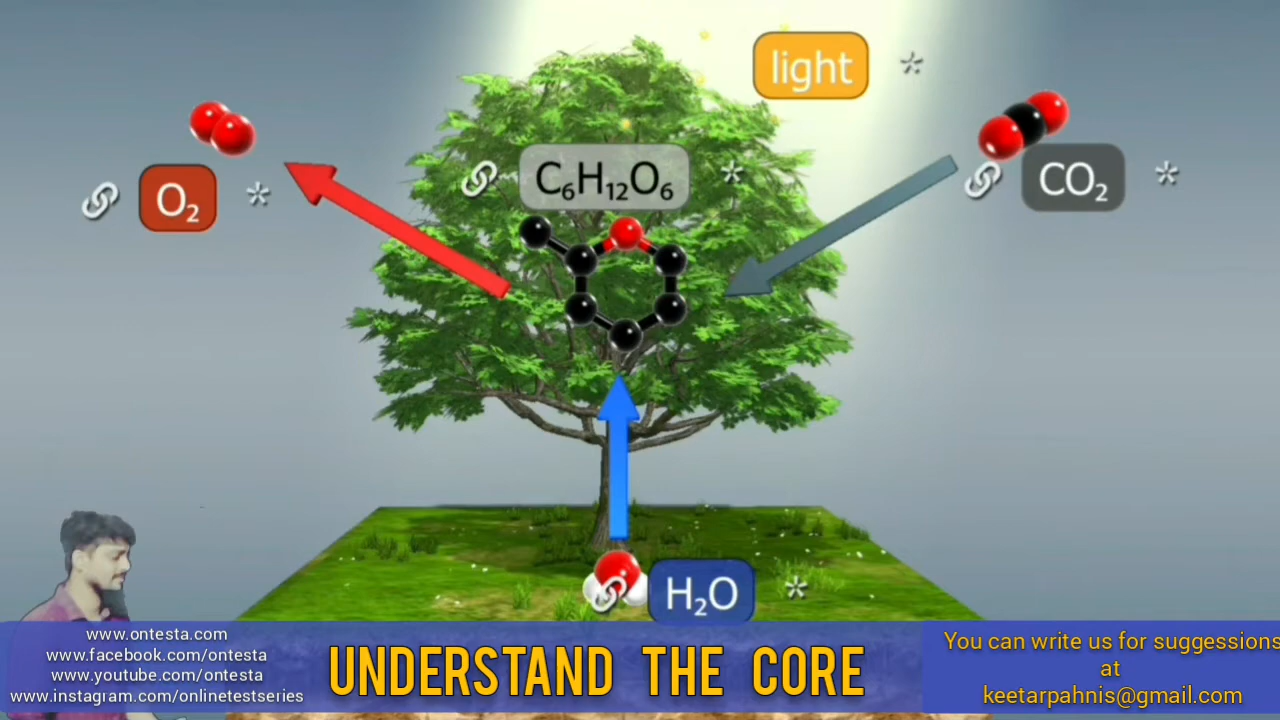 light
CO₂
C₆H₁₂O₆
O₂
H₂O
www.ontesta.com
www.facebook.com/ontesta
www.youtube.com/ontesta
www.instagram.com/onlinetestseries
UNDERSTAND THE CORE
You can write us for suggessions
at
keetarpahnis@gmail.com